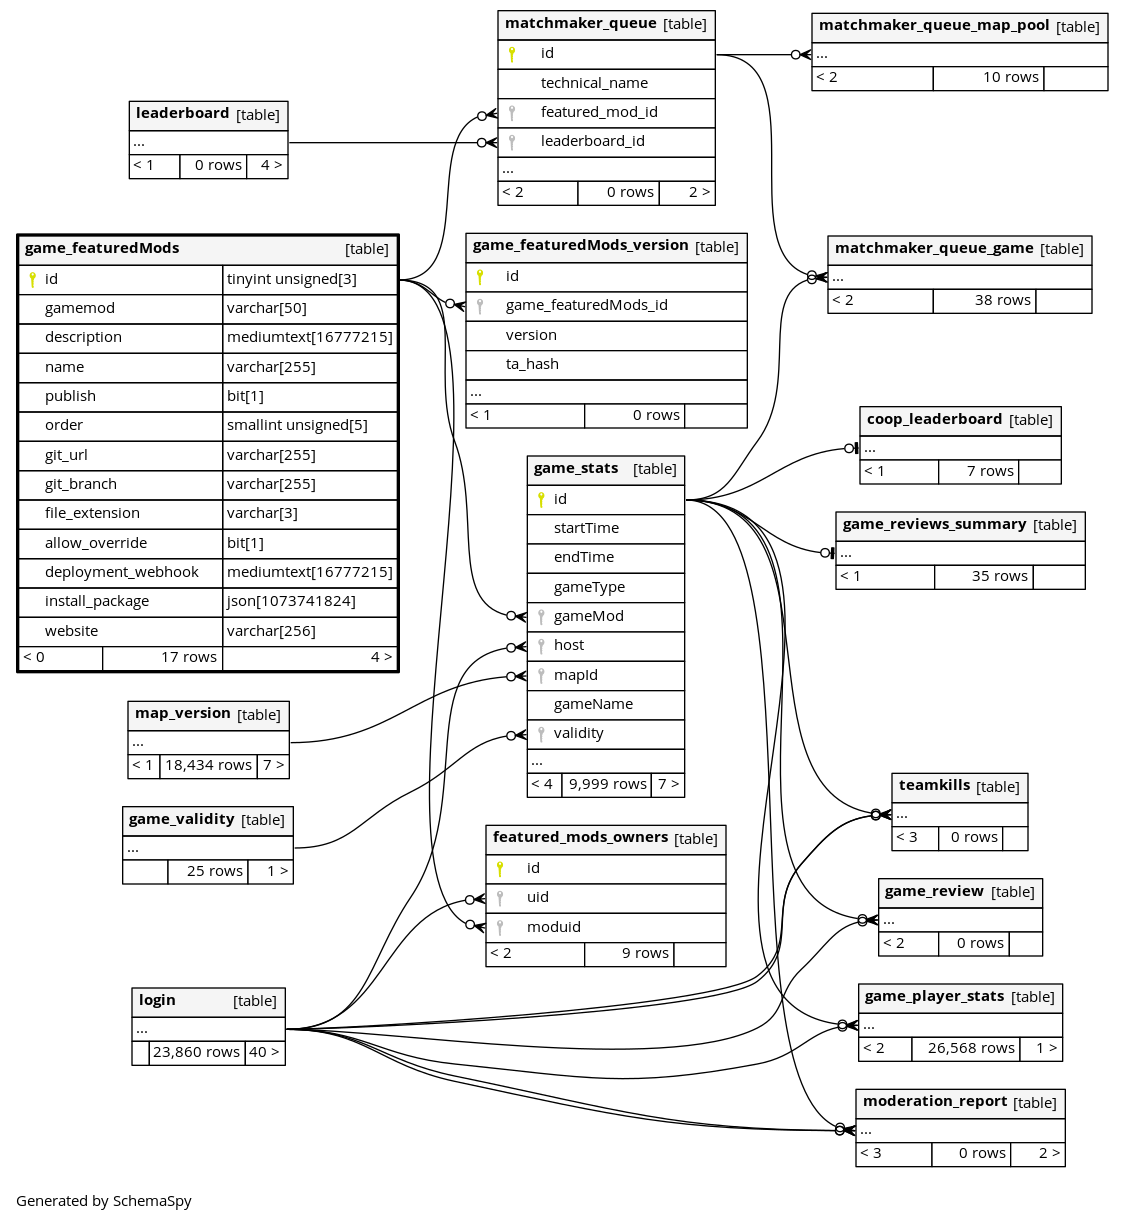 matchmaker_queue [table]
id
technical_name
featured_mod_id
leaderboard_id
...
< 2 0 rows 2 >
matchmaker_queue_map_pool [table]
...
< 2 10 rows
leaderboard [table]
...
< 1 0 rows 4 >
game_featuredMods [table]
id tinyint unsigned[3]
gamemod varchar[50]
description mediumtext[16777215]
name varchar[255]
publish bit[1]
order smallint unsigned[5]
git_url varchar[255]
git_branch varchar[255]
file_extension varchar[3]
allow_override bit[1]
deployment_webhook mediumtext[16777215]
install_package json[1073741824]
website varchar[256]
< 0 17 rows 4 >
game_featuredMods_version [table]
id
game_featuredMods_id
version
ta_hash
...
< 1 0 rows
matchmaker_queue_game [table]
...
< 2 38 rows
coop_leaderboard [table]
...
< 1 7 rows
game_stats [table]
id
startTime
endTime
gameType
gameMod
host
mapId
gameName
validity
...
< 4 9,999 rows 7 >
game_reviews_summary [table]
...
< 1 35 rows
map_version [table]
...
< 1 18,434 rows 7 >
game_validity [table]
...
25 rows 1 >
teamkills [table]
...
< 3 0 rows
featured_mods_owners [table]
id
uid
moduid
< 2 9 rows
game_review [table]
...
< 2 0 rows
login [table]
...
23,860 rows 40 >
game_player_stats [table]
...
< 2 26,568 rows 1 >
moderation_report [table]
...
< 3 0 rows 2 >
Generated by SchemaSpy